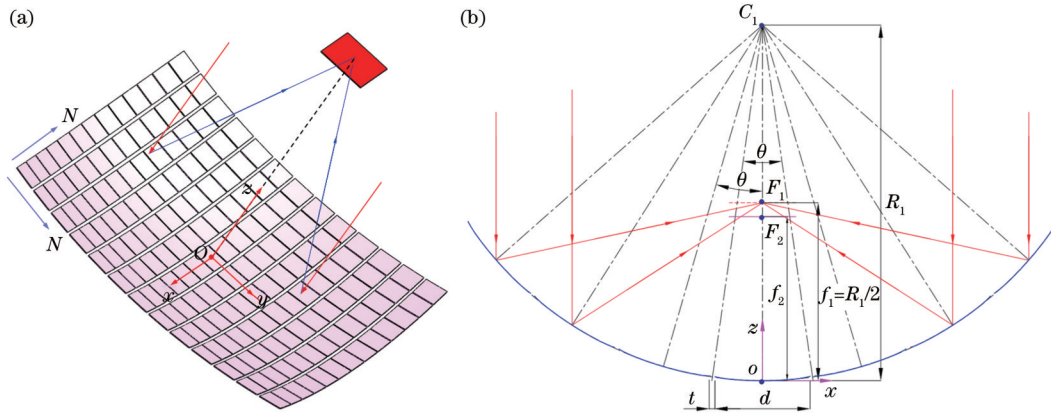 (a)
N
N
z
O
x
y
(b)
C₁
θ
θ
F₁
R₁
F₂
f₂
f₁=R₁/2
z
o
x
t
d